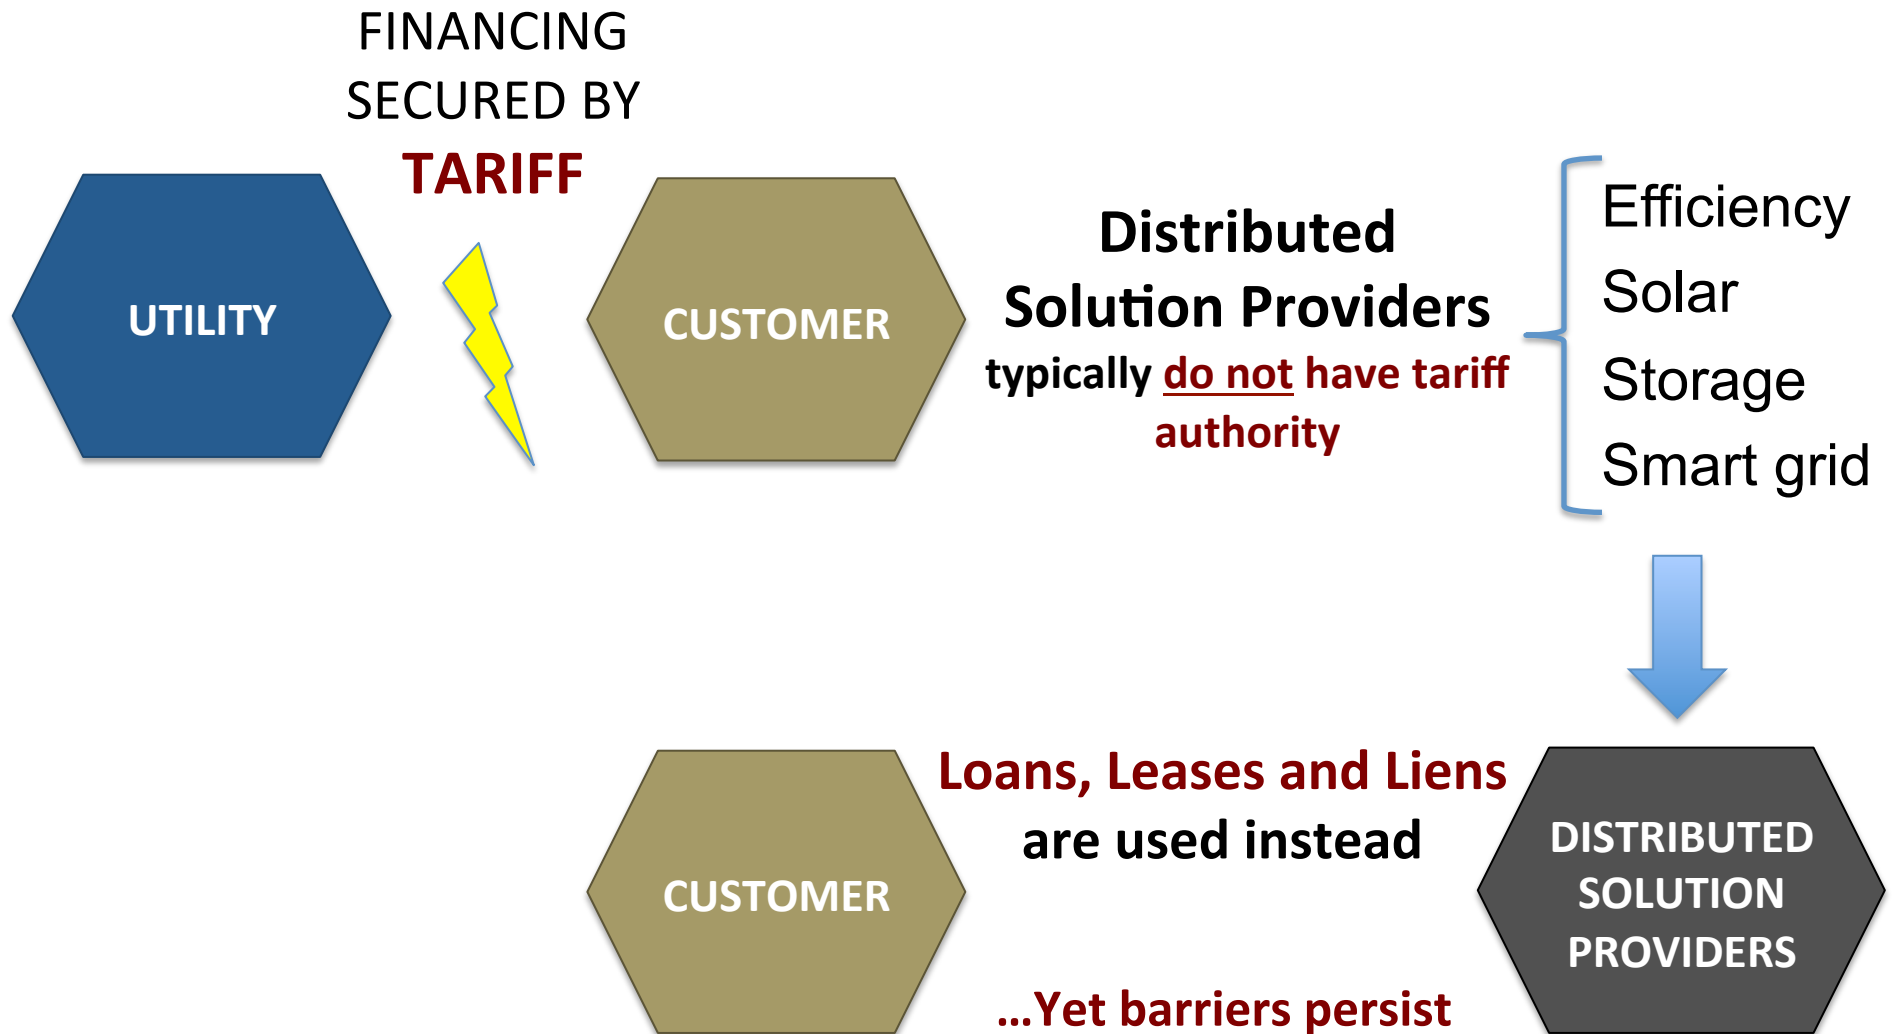 FINANCING
SECURED BY
TARIFF
UTILITY
CUSTOMER
Distributed
Solution Providers
typically do not have tariff
authority
Efficiency
Solar
Storage
Smart grid
CUSTOMER
Loans, Leases and Liens
are used instead
...Yet barriers persist
DISTRIBUTED
SOLUTION
PROVIDERS